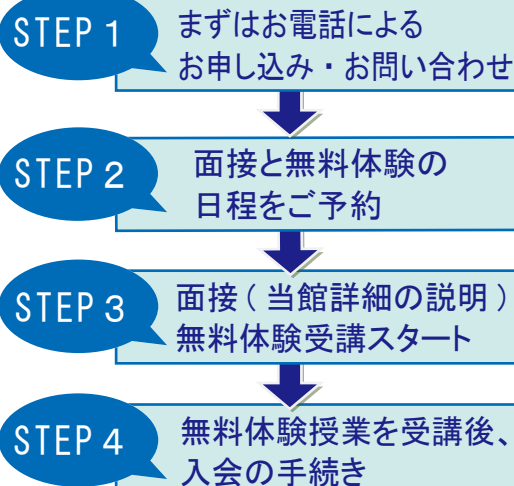 STEP 1
まずはお電話による
お申し込み・お問い合わせ
STEP 2
面接と無料体験の
日程をご予約
STEP 3
面接(当館詳細の説明)
無料体験受講スタート
STEP 4
無料体験授業を受講後、
入会の手続き